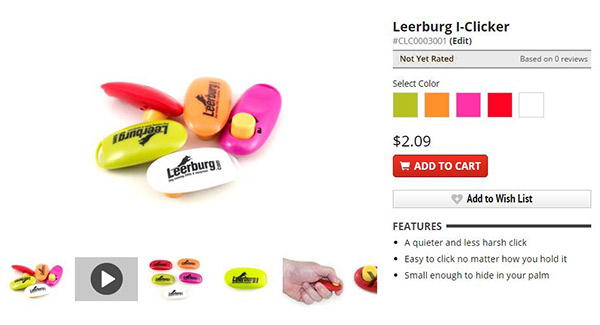 Leerburg I-Clicker
#CLC0003001 (Edit)
Not Yet Rated
Based on 0 reviews
Select Color
$2.09
ADD TO CART
Add to Wish List
FEATURES
A quieter and less harsh click
Easy to click no matter how you hold it
Small enough to hide in your palm
Leerburg
Leerburg
Leerburg
.com